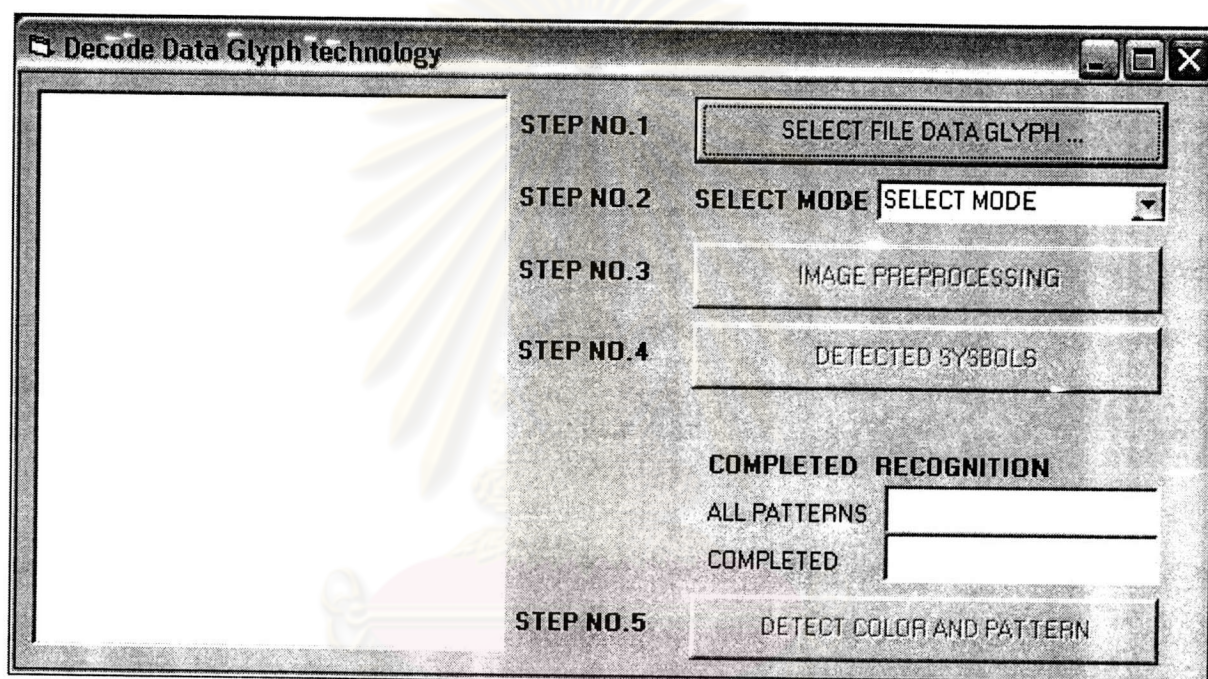 Decode Data Glyph technology
STEP NO.1 SELECT FILE DATA GLYPH ...
STEP NO.2 SELECT MODE SELECT MODE
STEP NO.3 IMAGE PREPROCESSING
STEP NO.4 DETECTED SYSBOLS
COMPLETED RECOGNITION
ALL PATTERNS
COMPLETED
STEP NO.5 DETECT COLOR AND PATTERN